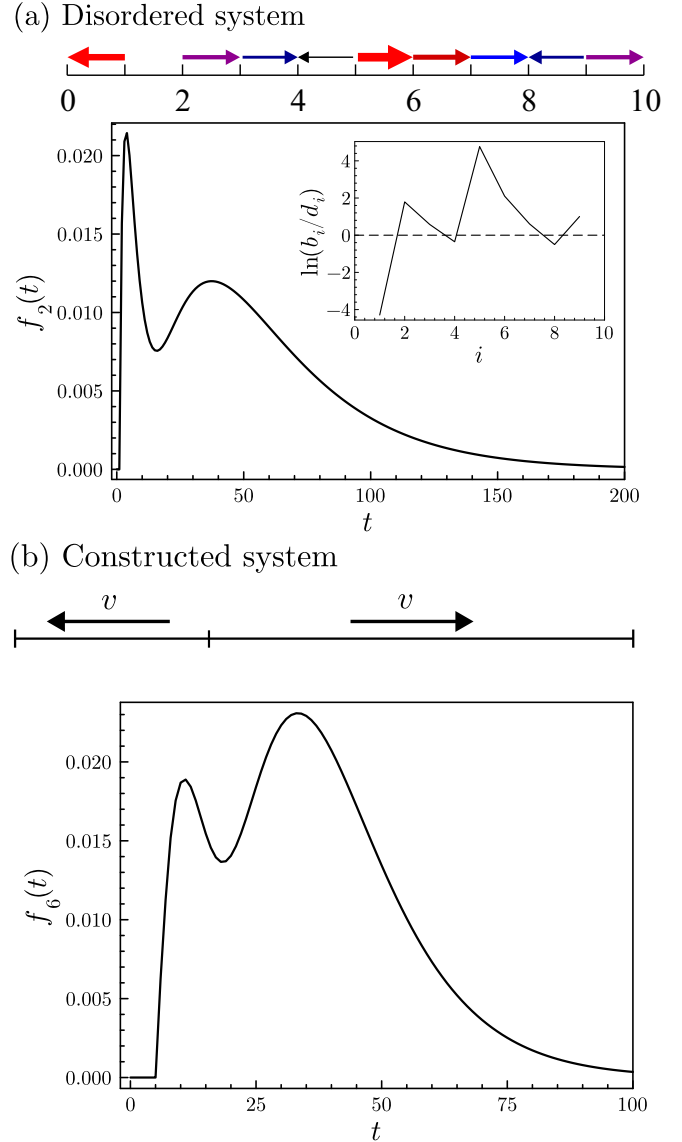 (a) Disordered system
0 2 4 6 8 10
0.020
0.015
0.010
0.005
0.000
f₂(t)
0 50 100 150 200
t
4
2
0
−2
−4
ln(bᵢ/dᵢ)
0 2 4 6 8 10
i
(b) Constructed system
v v
0.020
0.015
0.010
0.005
0.000
f₆(t)
0 25 50 75 100
t